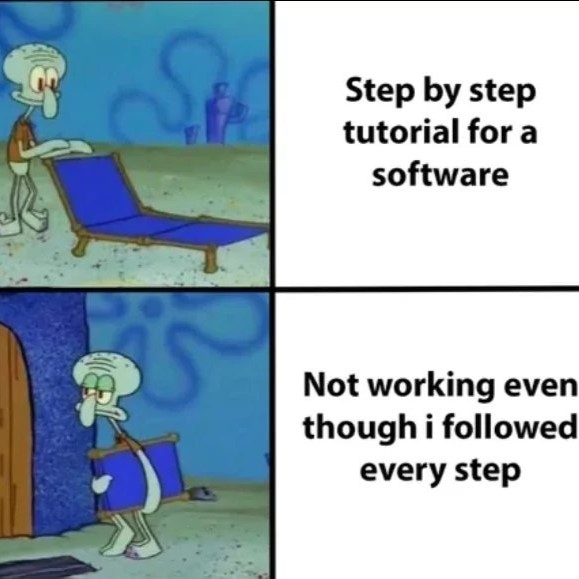 Step by step
tutorial for a
software
Not working even
though i followed
every step